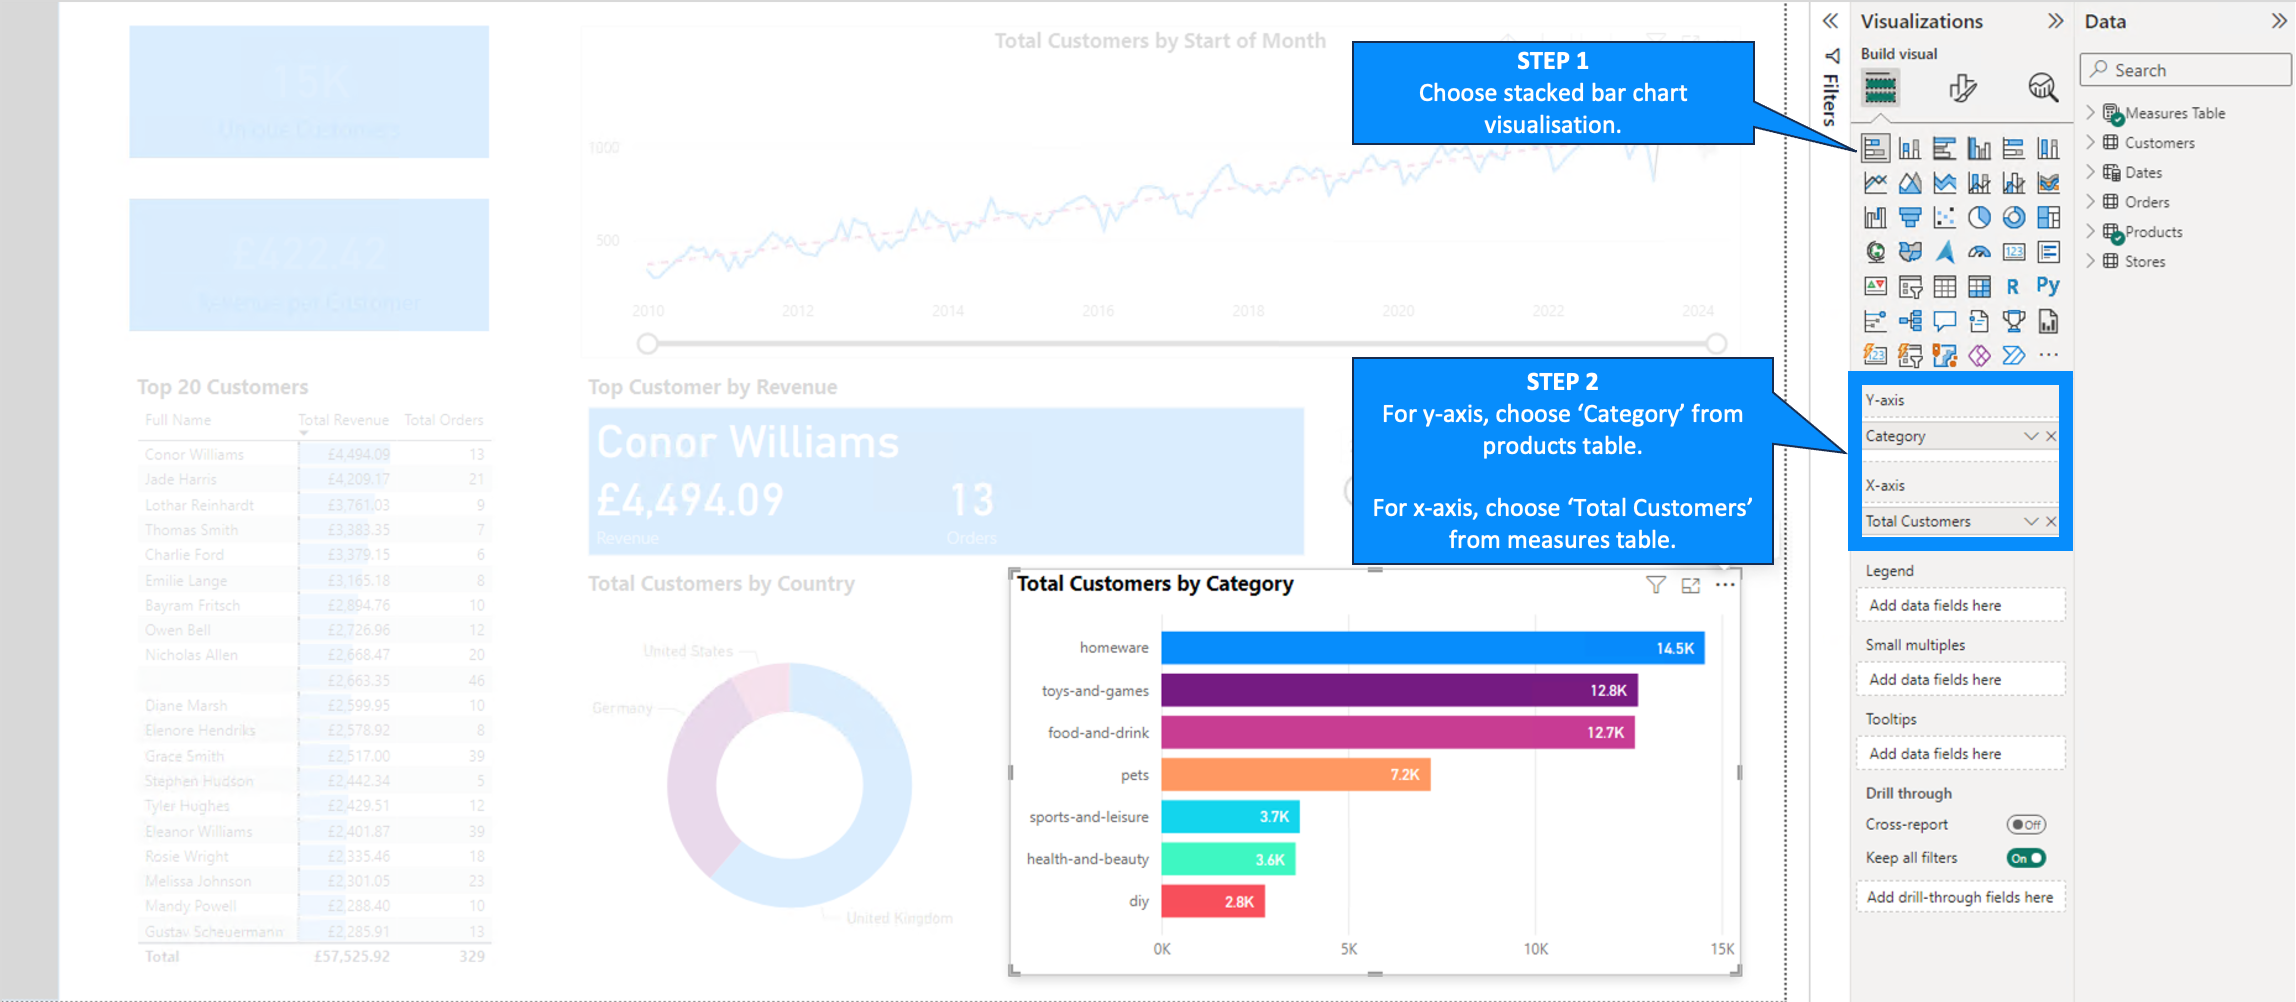 15K
Unique Customers
£422.42
Revenue per Customer
Total Customers by Start of Month
1000
500
2010 2012 2014 2016 2018 2020 2022 2024
STEP 1
Choose stacked bar chart
visualisation.
Top 20 Customers
Full Name Total Revenue Total Orders
Conor Williams £4,494.09 13
Jade Harris £4,209.17 21
Lothar Reinhardt £3,761.03 9
Thomas Smith £3,383.35 7
Charlie Ford £3,379.15 6
Emilie Lange £3,165.18 8
Bayram Fritsch £2,894.76 10
Owen Bell £2,726.96 12
Nicholas Allen £2,668.47 20
£2,663.35 46
Diane Marsh £2,599.95 10
Elenore Hendriks £2,578.92 8
Grace Smith £2,517.00 39
Stephen Hudson £2,442.34 5
Tyler Hughes £2,429.51 12
Eleanor Williams £2,401.87 39
Rosie Wright £2,335.46 18
Melissa Johnson £2,301.05 23
Mandy Powell £2,288.40 10
Gustav Scheuermann £2,285.91 13
Total £57,525.92 329
Top Customer by Revenue
Conor Williams
£4,494.09 13
Revenue Orders
STEP 2
For y-axis, choose ‘Category’ from
products table.
For x-axis, choose ‘Total Customers’
from measures table.
Total Customers by Country
United States
Germany
United Kingdom
Total Customers by Category
homeware 14.5K
toys-and-games 12.8K
food-and-drink 12.7K
pets 7.2K
sports-and-leisure 3.7K
health-and-beauty 3.6K
diy 2.8K
0K 5K 10K 15K
Filters
Visualizations
Build visual
123
R Py
123
Y-axis
Category
X-axis
Total Customers
Legend
Add data fields here
Small multiples
Add data fields here
Tooltips
Add data fields here
Drill through
Cross-report Off
Keep all filters On
Add drill-through fields here
Data
Search
Measures Table
Customers
Dates
Orders
Products
Stores